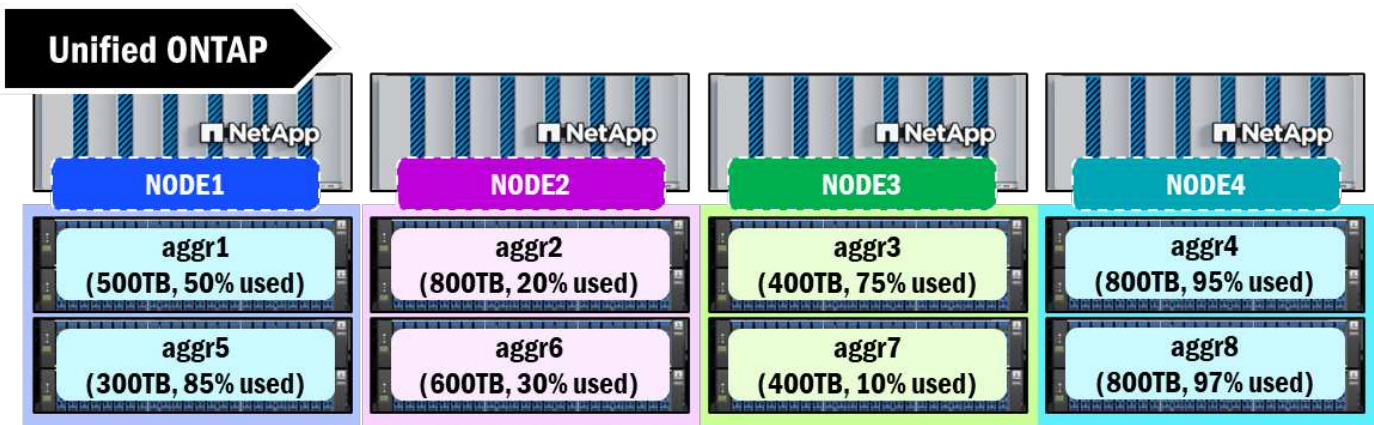 Unified ONTAP
NetApp
NetApp
NetApp
NetApp
NODE1
NODE2
NODE3
NODE4
aggr1
(500TB, 50% used)
aggr2
(800TB, 20% used)
aggr3
(400TB, 75% used)
aggr4
(800TB, 95% used)
aggr5
(300TB, 85% used)
aggr6
(600TB, 30% used)
aggr7
(400TB, 10% used)
aggr8
(800TB, 97% used)